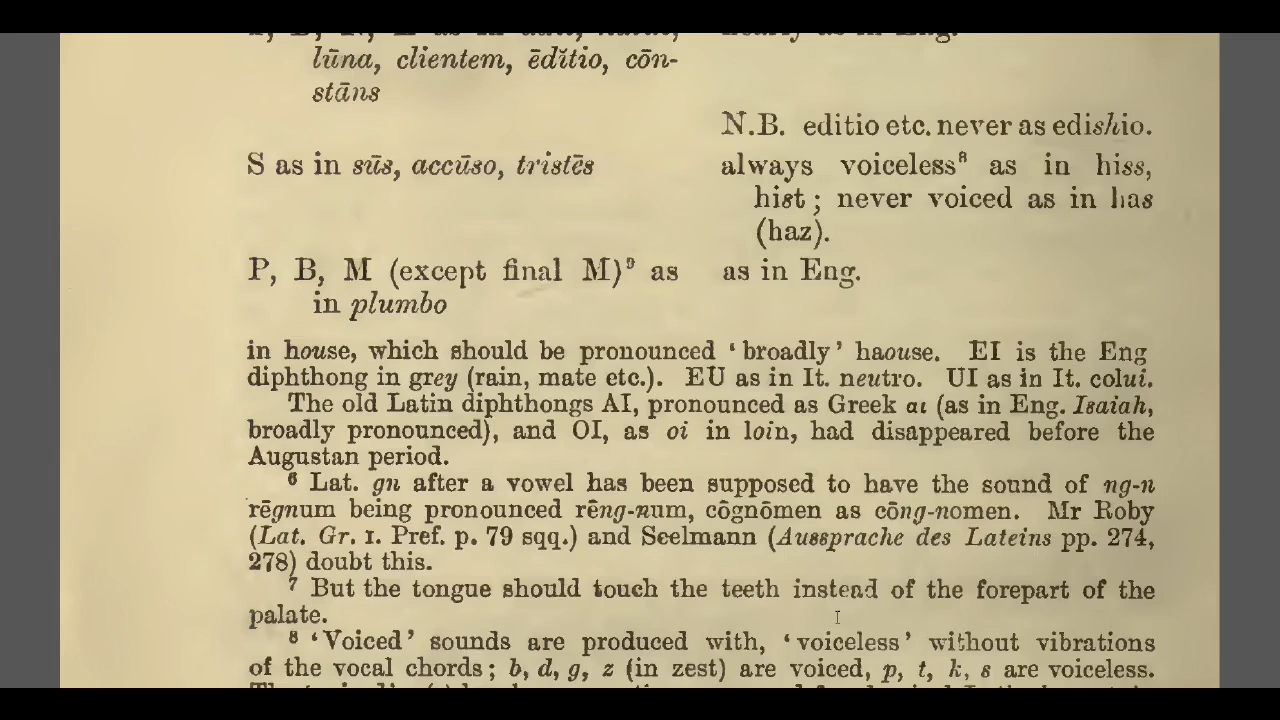 lūna, clientem, ēdĭtio, cōn-
stāns
N.B. editio etc. never as edishio.
S as in sūs, accūso, tristēs always voiceless⁸ as in hiss,
hist ; never voiced as in has
(haz).
P, B, M (except final M)⁹ as as in Eng.
in plumbo
in house, which should be pronounced ‘broadly’ haouse. EI is the Eng
diphthong in grey (rain, mate etc.). EU as in It. neutro. UI as in It. colui.
The old Latin diphthongs AI, pronounced as Greek αι (as in Eng. Isaiah,
broadly pronounced), and OI, as oi in loin, had disappeared before the
Augustan period.
⁶ Lat. gn after a vowel has been supposed to have the sound of ng-n
rēgnum being pronounced rēng-num, cōgnōmen as cōng-nomen. Mr Roby
(Lat. Gr. I. Pref. p. 79 sqq.) and Seelmann (Aussprache des Lateins pp. 274,
278) doubt this.
⁷ But the tongue should touch the teeth instead of the forepart of the
palate.
⁸ ‘Voiced’ sounds are produced with, ‘voiceless’ without vibrations
of the vocal chords ; b, d, g, z (in zest) are voiced, p, t, k, s are voiceless.